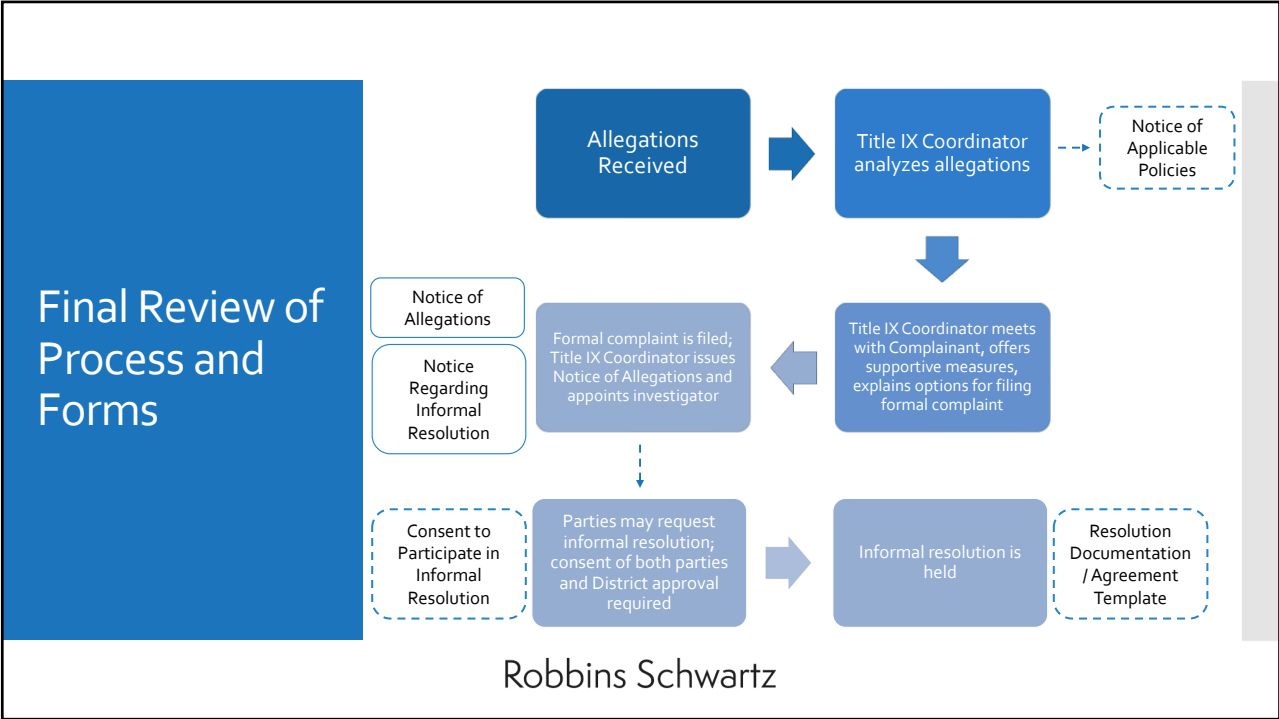 Final Review of
Process and
Forms
Allegations
Received
Title IX Coordinator
analyzes allegations
Notice of
Applicable
Policies
Title IX Coordinator meets
with Complainant, offers
supportive measures,
explains options for filing
formal complaint
Formal complaint is filed;
Title IX Coordinator issues
Notice of Allegations and
appoints investigator
Notice of
Allegations
Notice
Regarding
Informal
Resolution
Consent to
Participate in
Informal
Resolution
Parties may request
informal resolution;
consent of both parties
and District approval
required
Informal resolution is
held
Resolution
Documentation
/ Agreement
Template
Robbins Schwartz